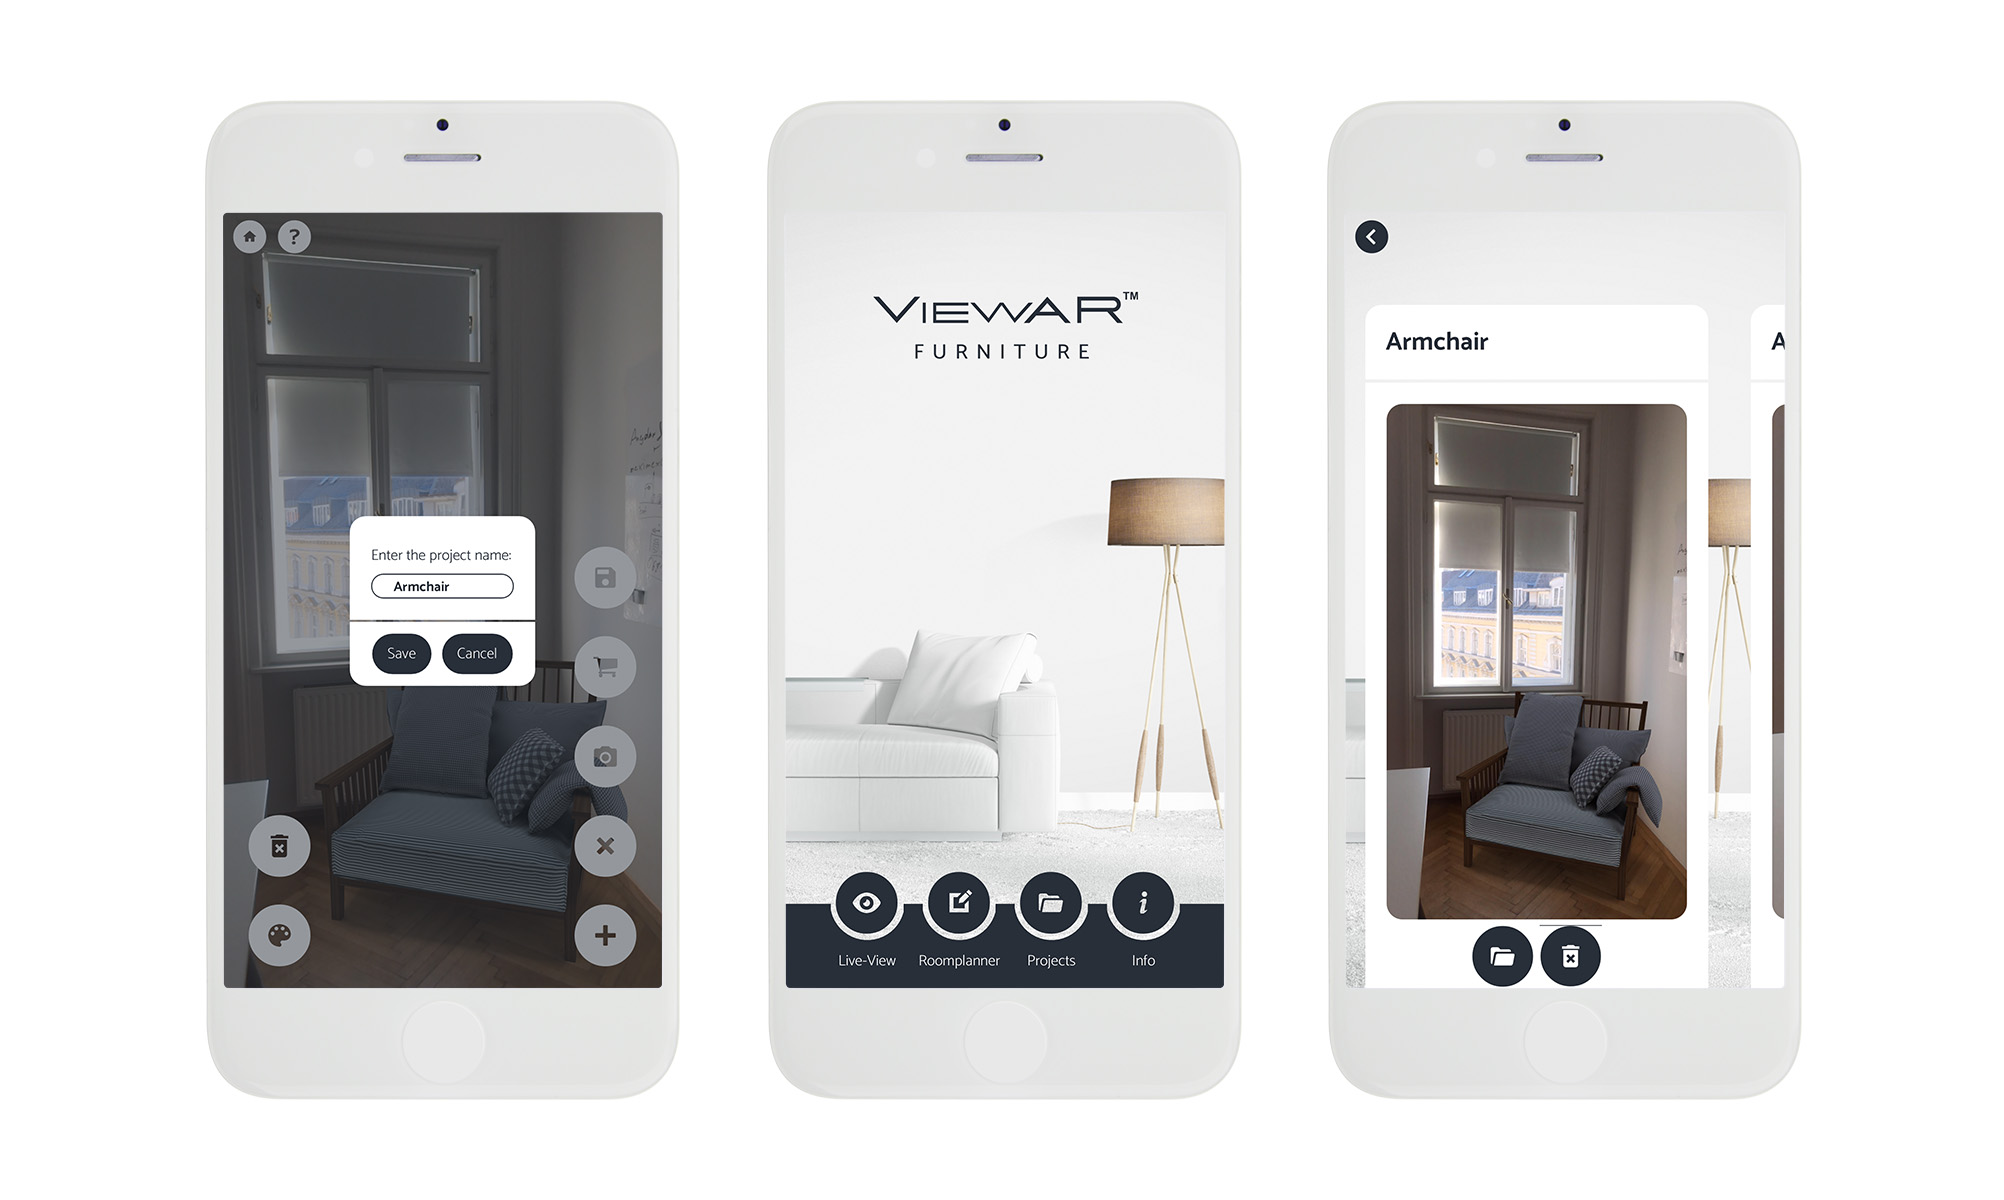 ?
Enter the project name:
Armchair
Save
Cancel
VIEWAR™
FURNITURE
Live-View
Roomplanner
Projects
Info
Armchair
A